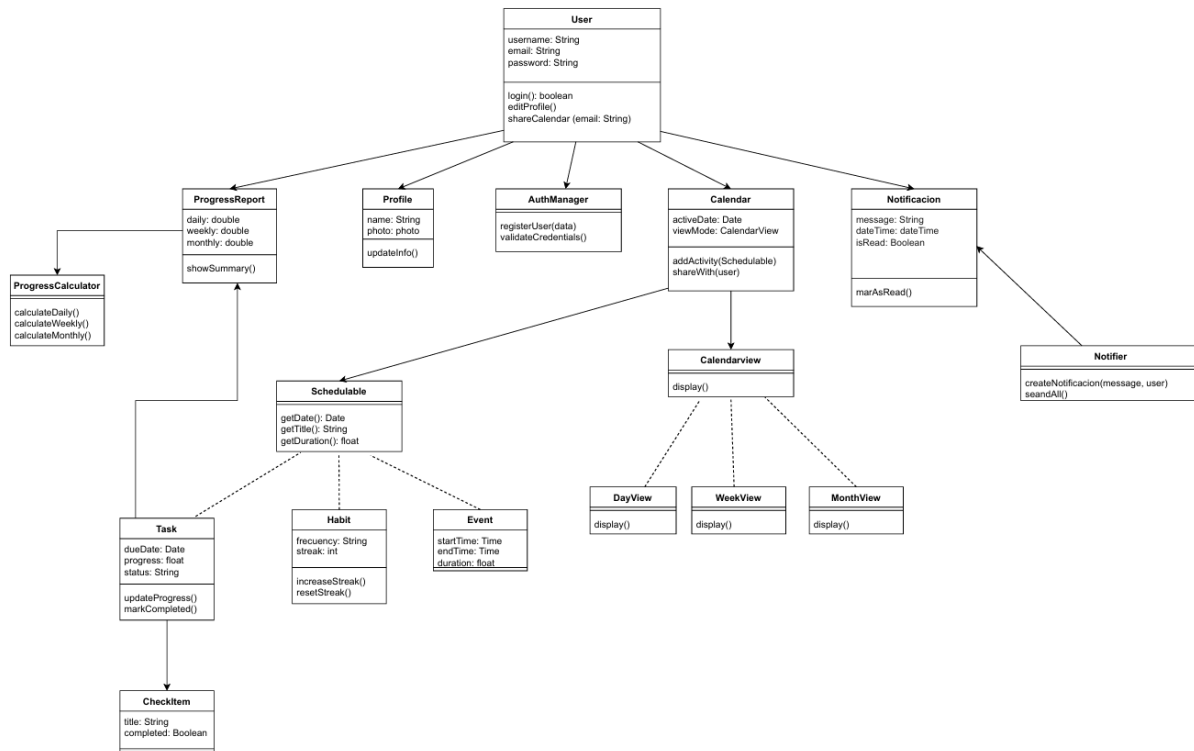 User
username: String
email: String
password: String
login(): boolean
editProfile()
shareCalendar (email: String)
ProgressReport
daily: double
weekly: double
monthly: double
showSummary()
Profile
name: String
photo: photo
updateInfo()
AuthManager
registerUser(data)
validateCredentials()
Calendar
activeDate: Date
viewMode: CalendarView
addActivity(Schedulable)
shareWith(user)
Notificacion
message: String
dateTime: dateTime
isRead: Boolean
marAsRead()
ProgressCalculator
calculateDaily()
calculateWeekly()
calculateMonthly()
Notifier
createNotificacion(message, user)
seandAll()
Calendarview
display()
Schedulable
getDate(): Date
getTitle(): String
getDuration(): float
DayView
display()
WeekView
display()
MonthView
display()
Task
dueDate: Date
progress: float
status: String
updateProgress()
markCompleted()
Habit
frecuency: String
streak: int
increaseStreak()
resetStreak()
Event
startTime: Time
endTime: Time
duration: float
CheckItem
title: String
completed: Boolean